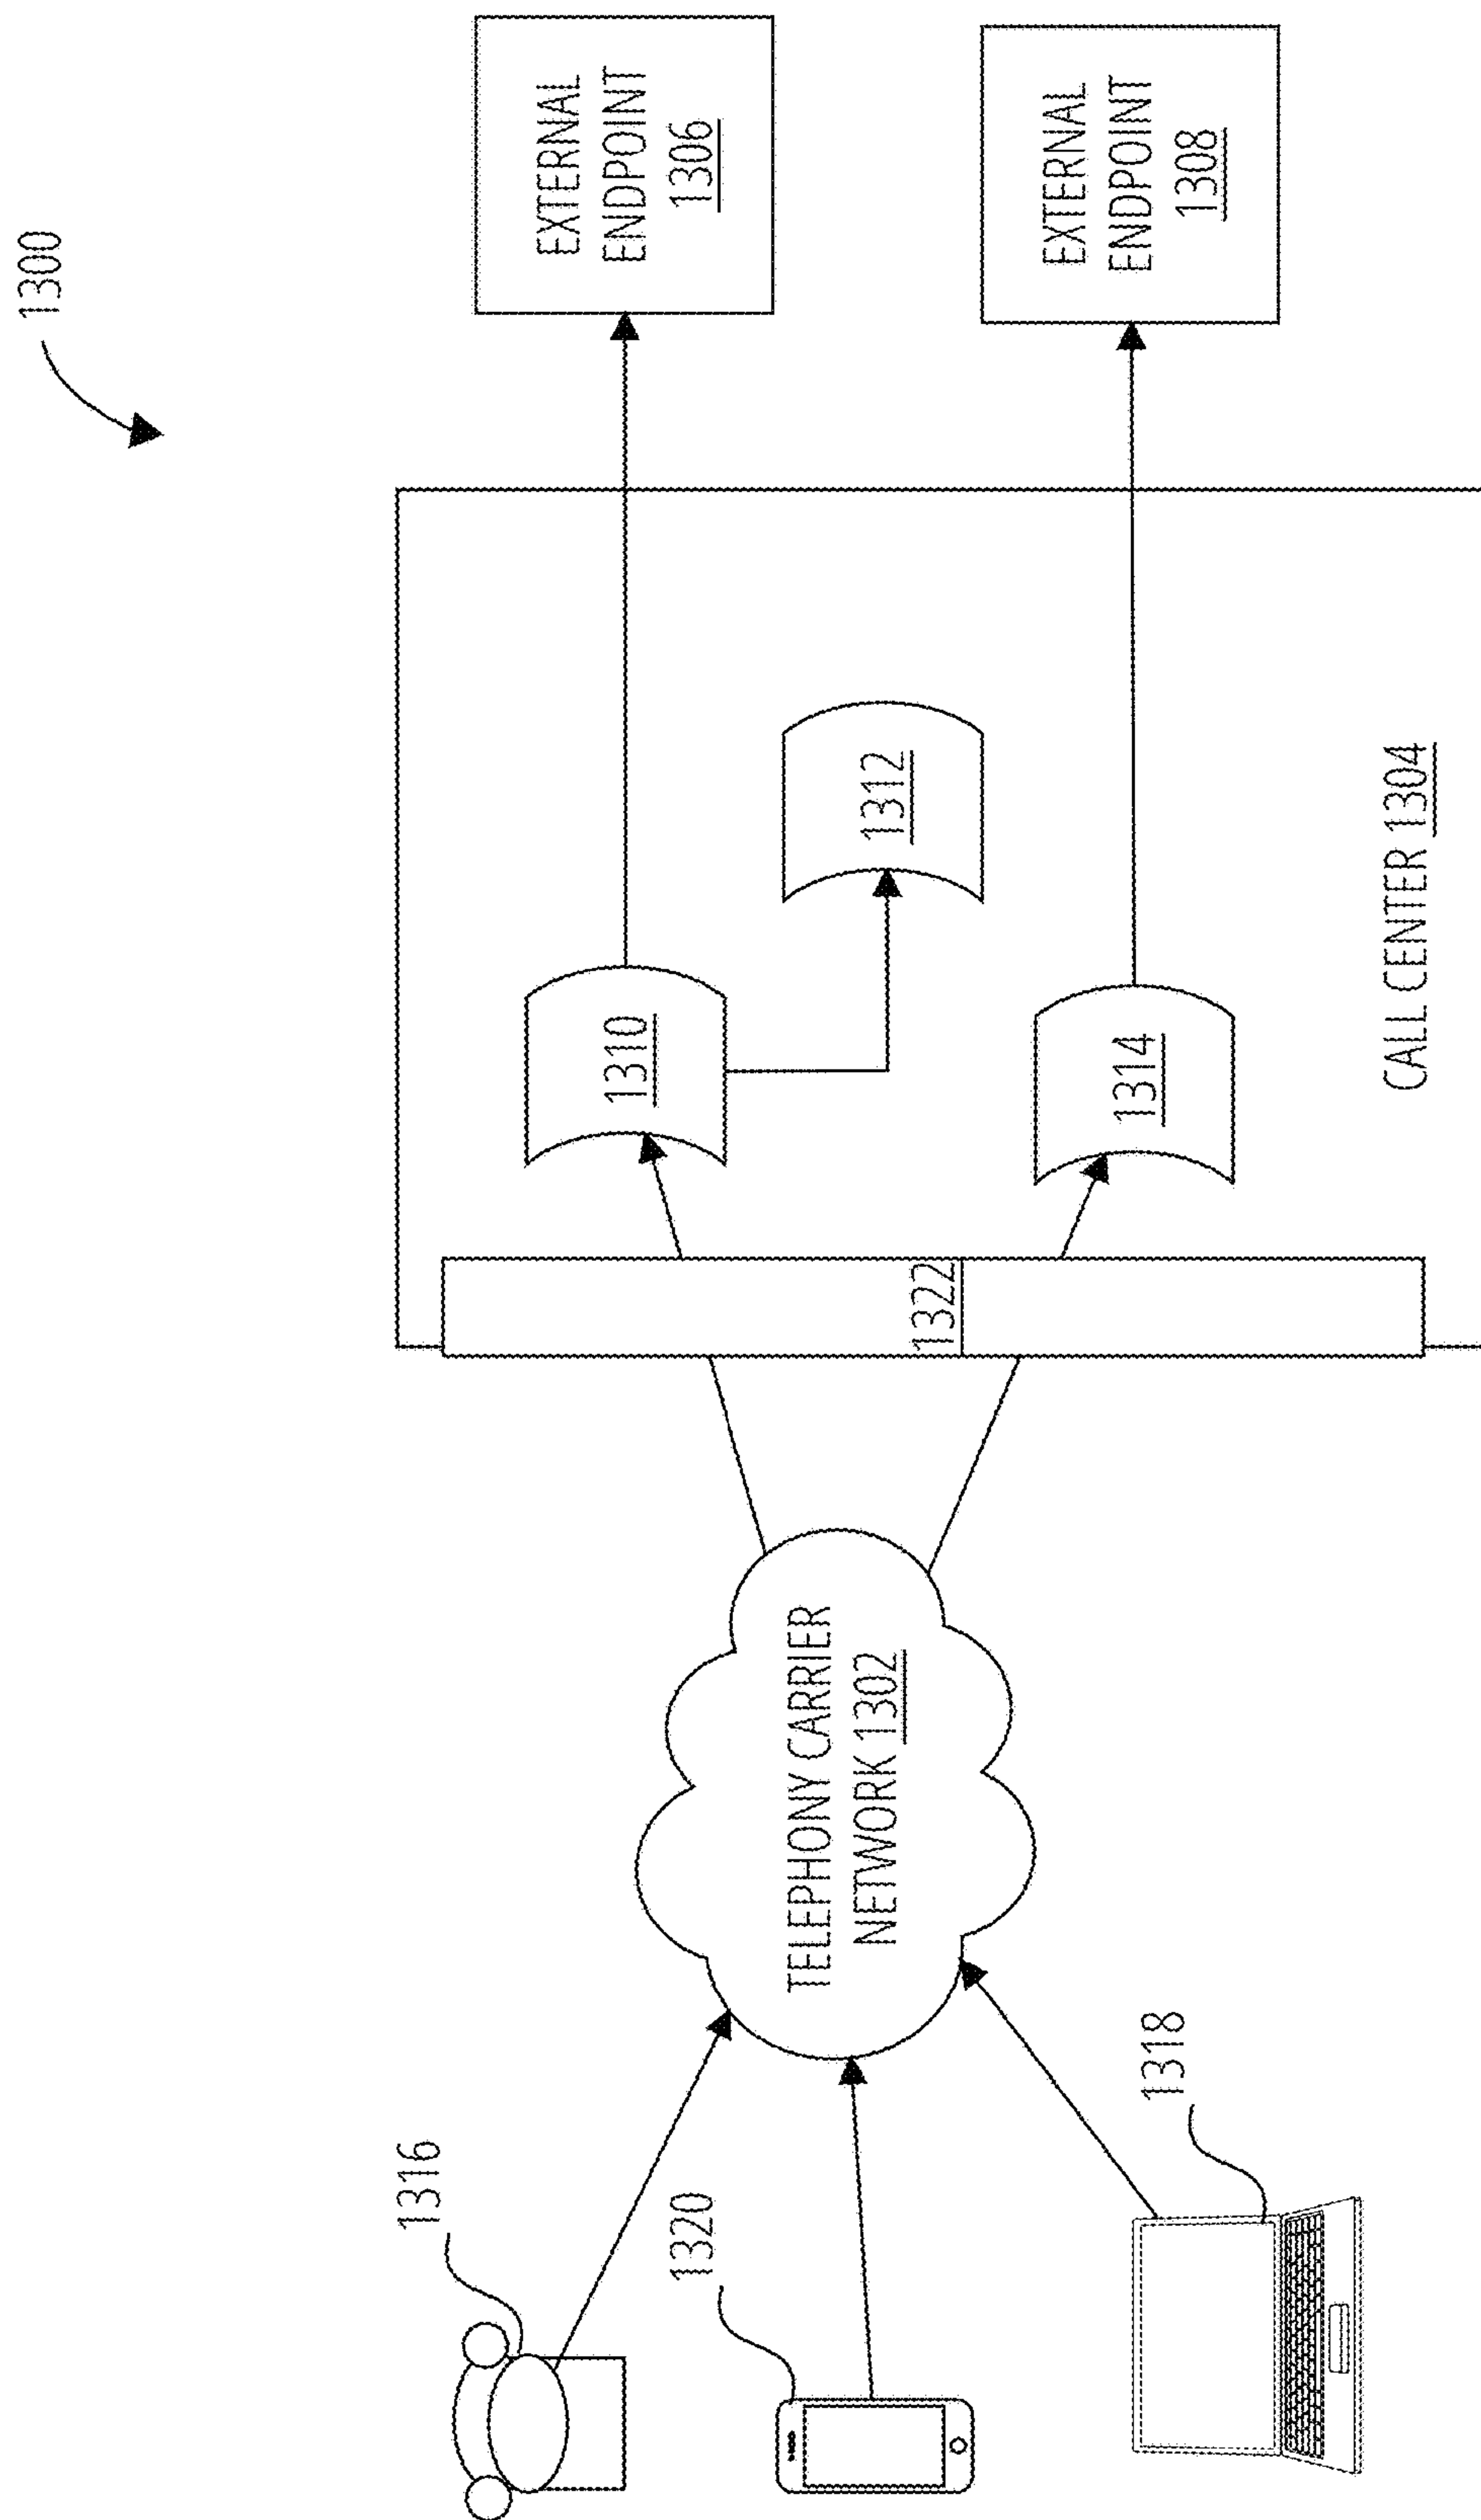 1300
1316
1320
1318
TELEPHONY CARRIER
NETWORK 1302
1322
1310
1312
1314
CALL CENTER 1304
EXTERNAL
ENDPOINT
1306
EXTERNAL
ENDPOINT
1308